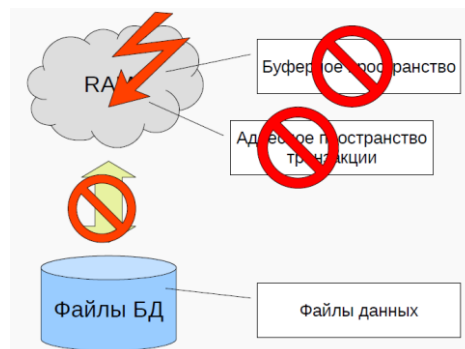 RAM
Буферное пространство
Адресное пространство
транзакции
Файлы БД
Файлы данных